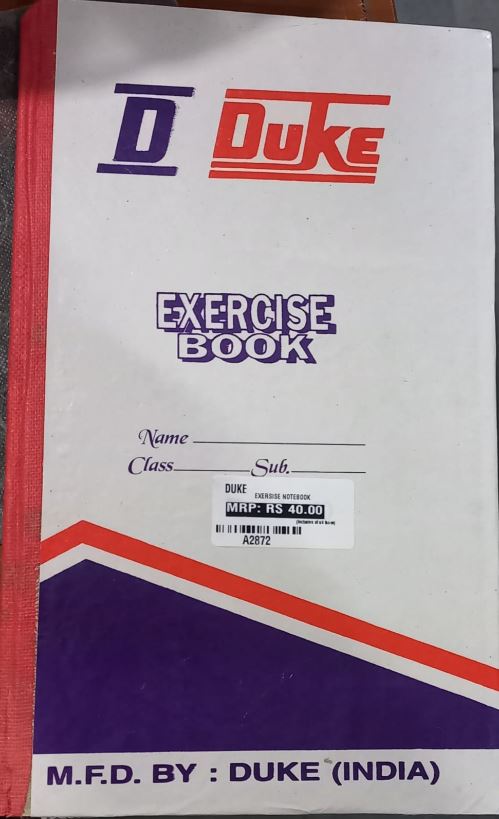 D DUKE
EXERCISE
BOOK
Name
Class Sub.
DUKE
EXERSISE NOTEBOOK
MRP: RS 40.00
A2872
M.F.D. BY : DUKE (INDIA)